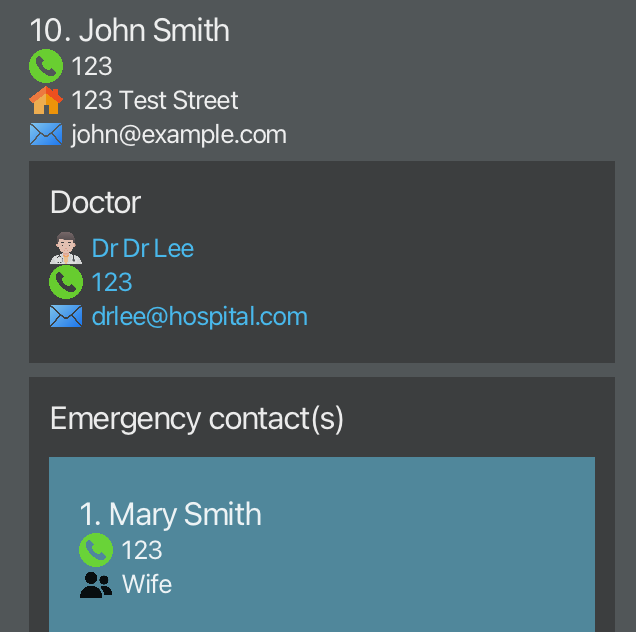 10. John Smith
123
123 Test Street
john@example.com
Doctor
Dr Dr Lee
123
drlee@hospital.com
Emergency contact(s)
1. Mary Smith
123
Wife